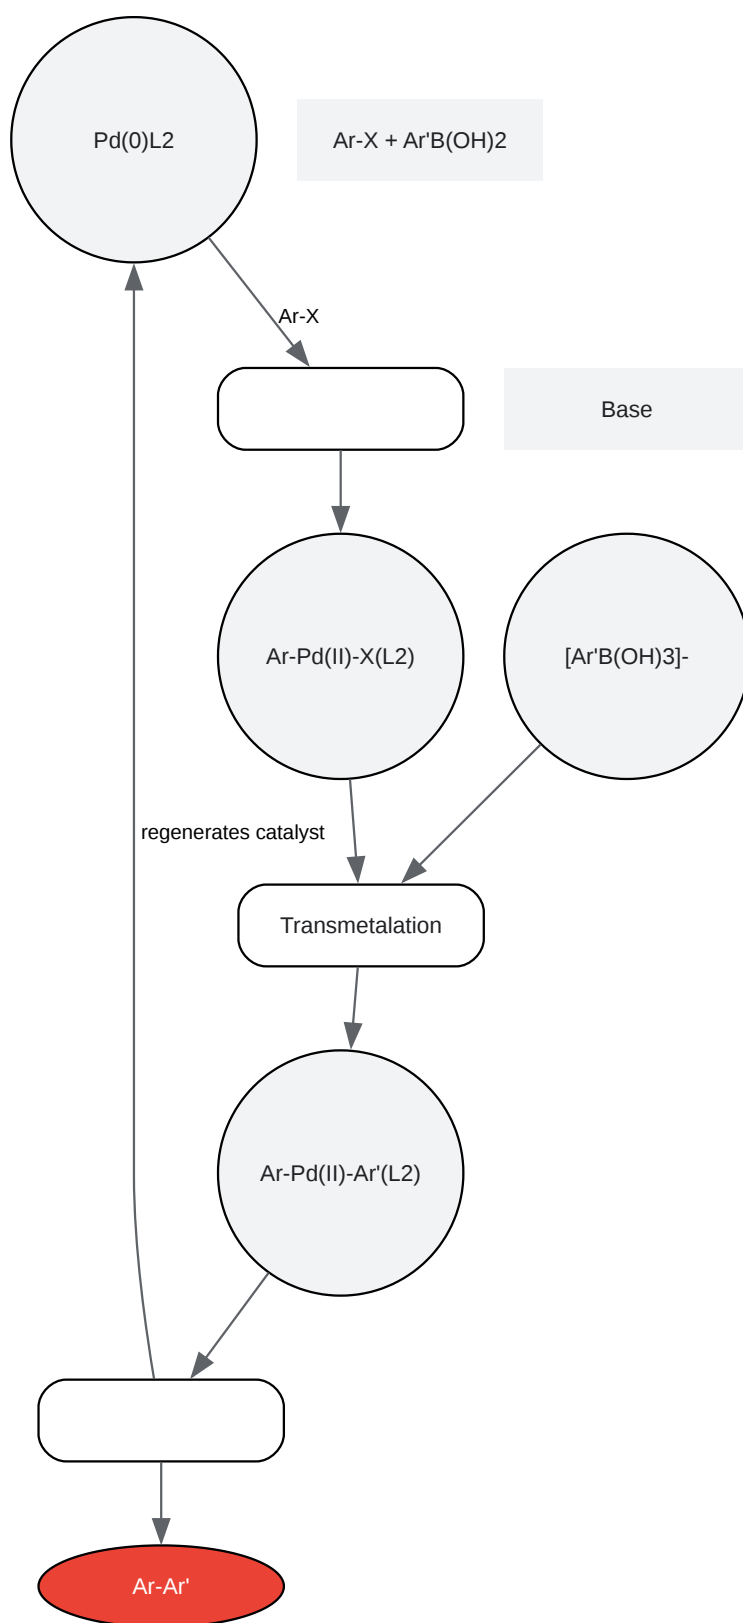 Pd(0)L2
Ar-X + Ar'B(OH)2
Ar-X
Base
Ar-Pd(II)-X(L2)
[Ar'B(OH)3]-
regenerates catalyst
Transmetalation
Ar-Pd(II)-Ar'(L2)
Ar-Ar'